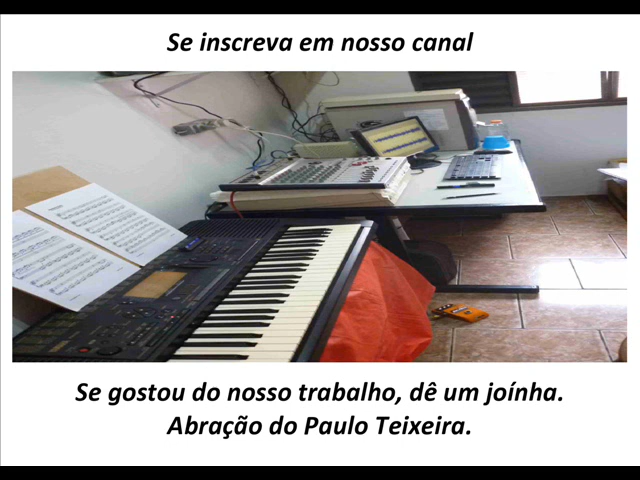 Se inscreva em nosso canal
Se gostou do nosso trabalho, dê um joínha.
Abração do Paulo Teixeira.